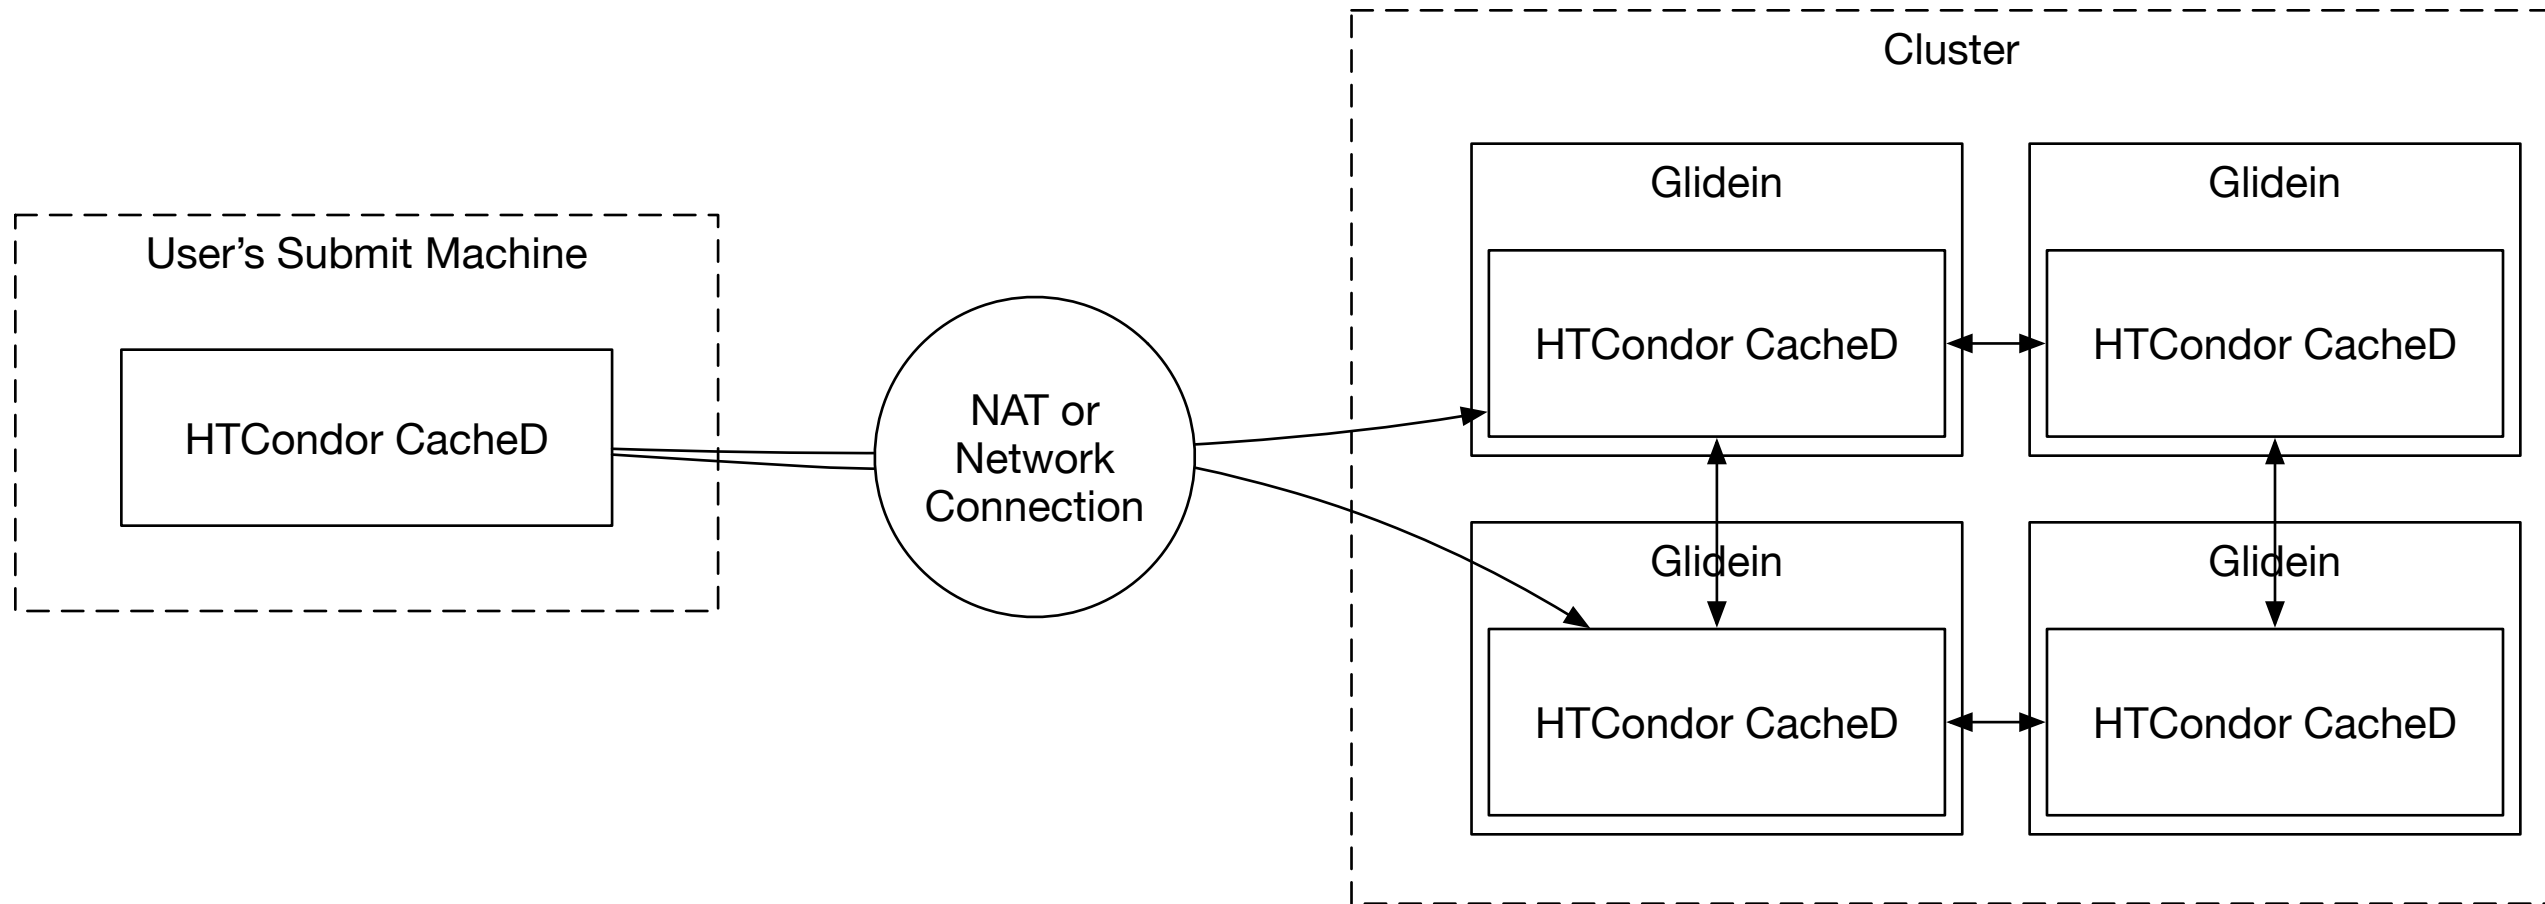 Cluster
User’s Submit Machine
HTCondor CacheD
NAT or
Network
Connection
Glidein
HTCondor CacheD
Glidein
HTCondor CacheD
Glidein
HTCondor CacheD
Glidein
HTCondor CacheD